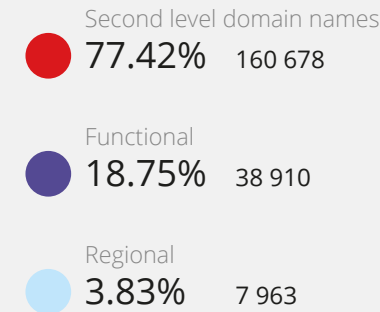 Second level domain names
77.42% 160 678
Functional
18.75% 38 910
Regional
3.83% 7 963